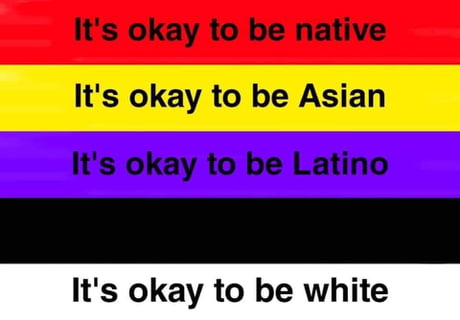 It's okay to be native
It's okay to be Asian
It's okay to be Latino
It's okay to be white